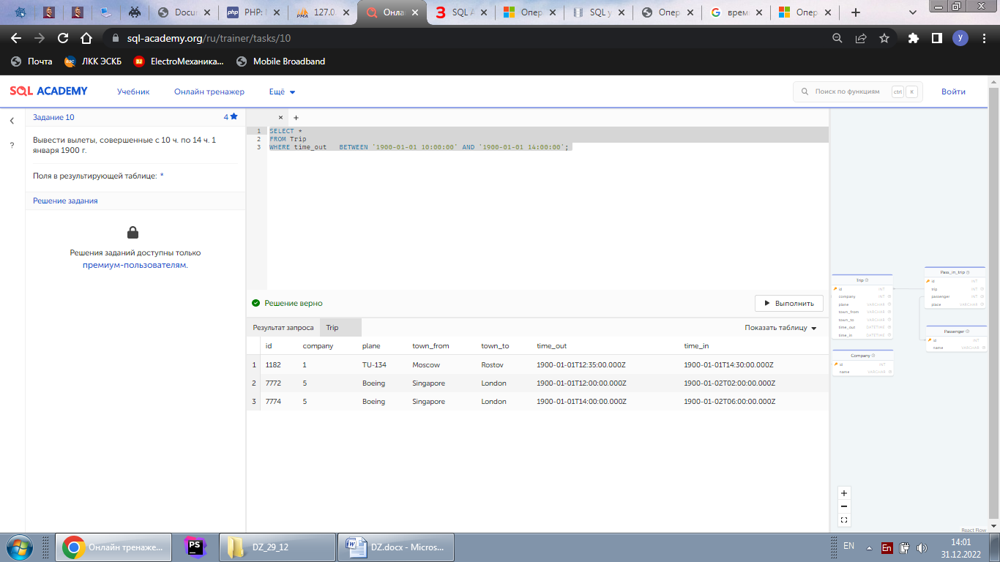 Docum
PHP: I
127.0.
Онла
SQL A
Опер
SQL y
Опер
врем
Опер
sql-academy.org/ru/trainer/tasks/10
У
Почта
ЛКК ЭСКБ
ElectroМеханика...
Mobile Broadband
SQL ACADEMY
Учебник
Онлайн тренажер
Ещё
Поиск по функциям
ctrl
K
Войти
Задание 10
4
Вывести вылеты, совершенные с 10 ч. по 14 ч. 1
января 1900 г.
Поля в результирующей таблице: *
Решение задания
Решения заданий доступны только
премиум-пользователям.
1 SELECT *
2 FROM Trip
3 WHERE time_out BETWEEN '1900-01-01 10:00:00' AND '1900-01-01 14:00:00';
Решение верно
Выполнить
Результат запроса
Trip
Показать таблицу
id company plane town_from town_to time_out time_in
1 1182 1 TU-134 Moscow Rostov 1900-01-01T12:35:00.000Z 1900-01-01T14:30:00.000Z
2 7772 5 Boeing Singapore London 1900-01-01T12:00:00.000Z 1900-01-02T02:00:00.000Z
3 7774 5 Boeing Singapore London 1900-01-01T14:00:00.000Z 1900-01-02T06:00:00.000Z
Trip
id INT
company INT
plane VARCHAR
town_from VARCHAR
town_to VARCHAR
time_out DATETIME
time_in DATETIME
Company
id INT
name VARCHAR
Pass_in_trip
id INT
trip INT
passenger INT
place VARCHAR
Passenger
id INT
name VARCHAR
React Flow
Онлайн тренаже...
PS
DZ_29_12
DZ.docx - Micros...
EN
En
14:01
31.12.2022